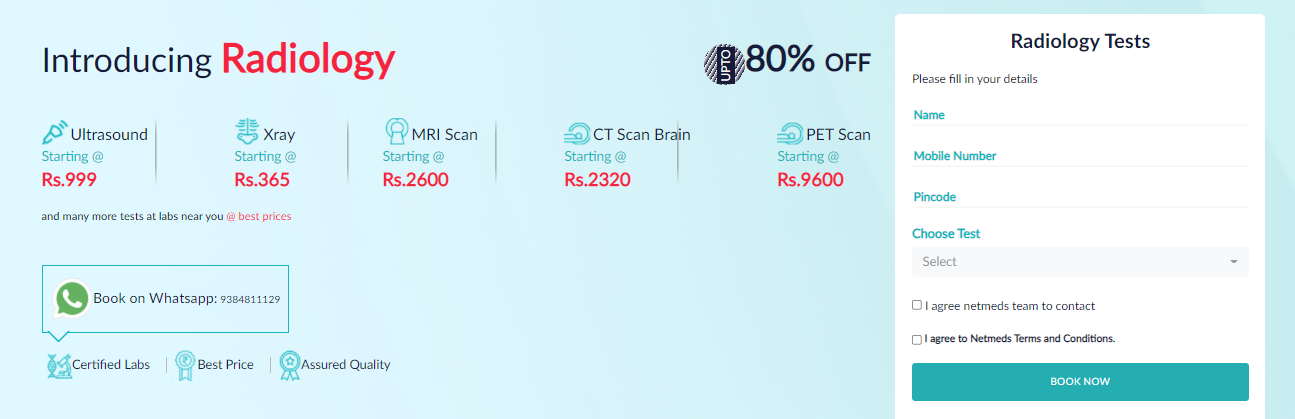 Introducing Radiology
UPTO 80% OFF
Ultrasound
Starting @
Rs.999
Xray
Starting @
Rs.365
MRI Scan
Starting @
Rs.2600
CT Scan Brain
Starting @
Rs.2320
PET Scan
Starting @
Rs.9600
and many more tests at labs near you @ best prices
Book on Whatsapp: 9384811129
Certified Labs
Best Price
Assured Quality
Radiology Tests
Please fill in your details
Name
Mobile Number
Pincode
Choose Test
Select
I agree netmeds team to contact
I agree to Netmeds Terms and Conditions.
BOOK NOW